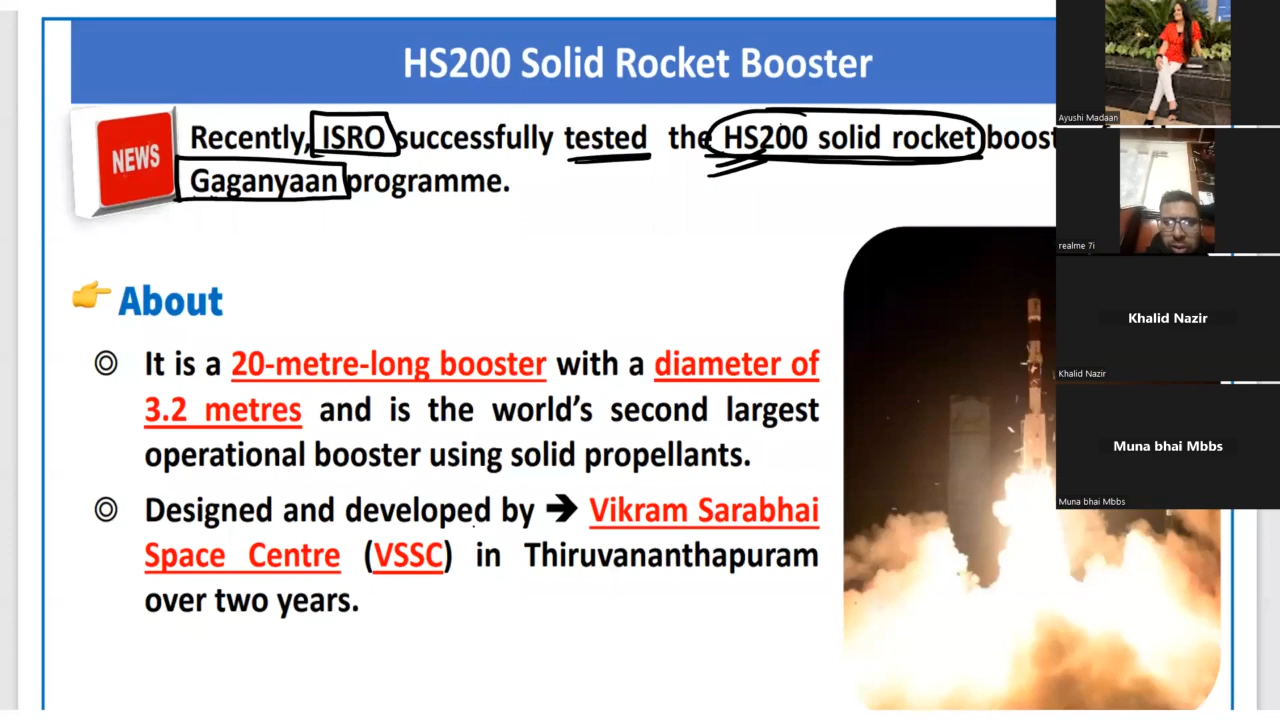 HS200 Solid Rocket Booster
NEWS
Recently, ISRO successfully tested the HS200 solid rocket boost
Gaganyaan programme.
About
It is a 20-metre-long booster with a diameter of
3.2 metres and is the world's second largest
operational booster using solid propellants.
Designed and developed by ➔ Vikram Sarabhai
Space Centre (VSSC) in Thiruvananthapuram
over two years.
Ayushi Madaan
realme 7i
Khalid Nazir
Khalid Nazir
Muna bhai Mbbs
Muna bhai Mbbs